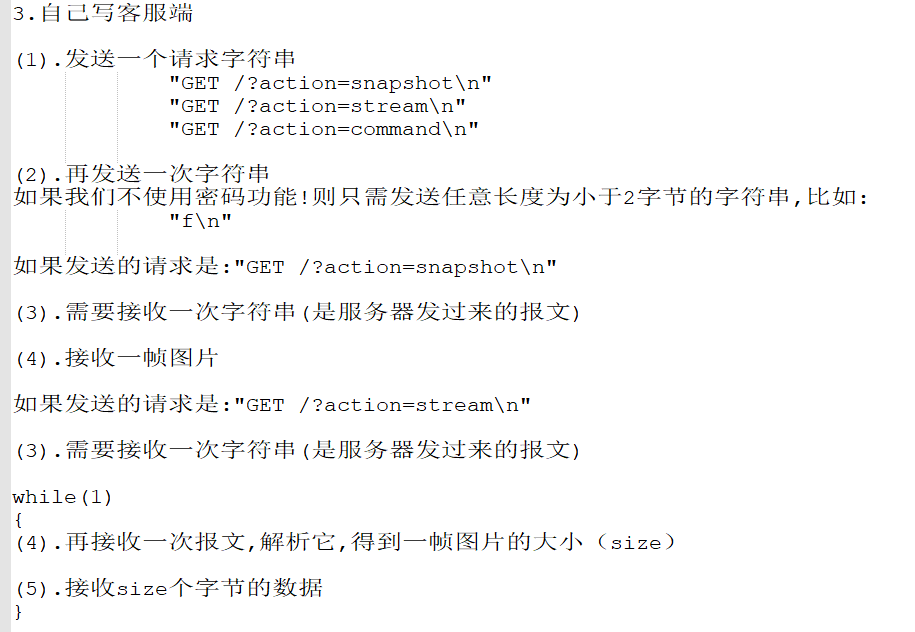 3.自己写客服端
(1).发送一个请求字符串
"GET /?action=snapshot\n"
"GET /?action=stream\n"
"GET /?action=command\n"
(2).再发送一次字符串
如果我们不使用密码功能!则只需发送任意长度为小于2字节的字符串,比如:
"f\n"
如果发送的请求是:"GET /?action=snapshot\n"
(3).需要接收一次字符串(是服务器发过来的报文)
(4).接收一帧图片
如果发送的请求是:"GET /?action=stream\n"
(3).需要接收一次字符串(是服务器发过来的报文)
while(1)
{
(4).再接收一次报文,解析它,得到一帧图片的大小（size）
(5).接收size个字节的数据
}